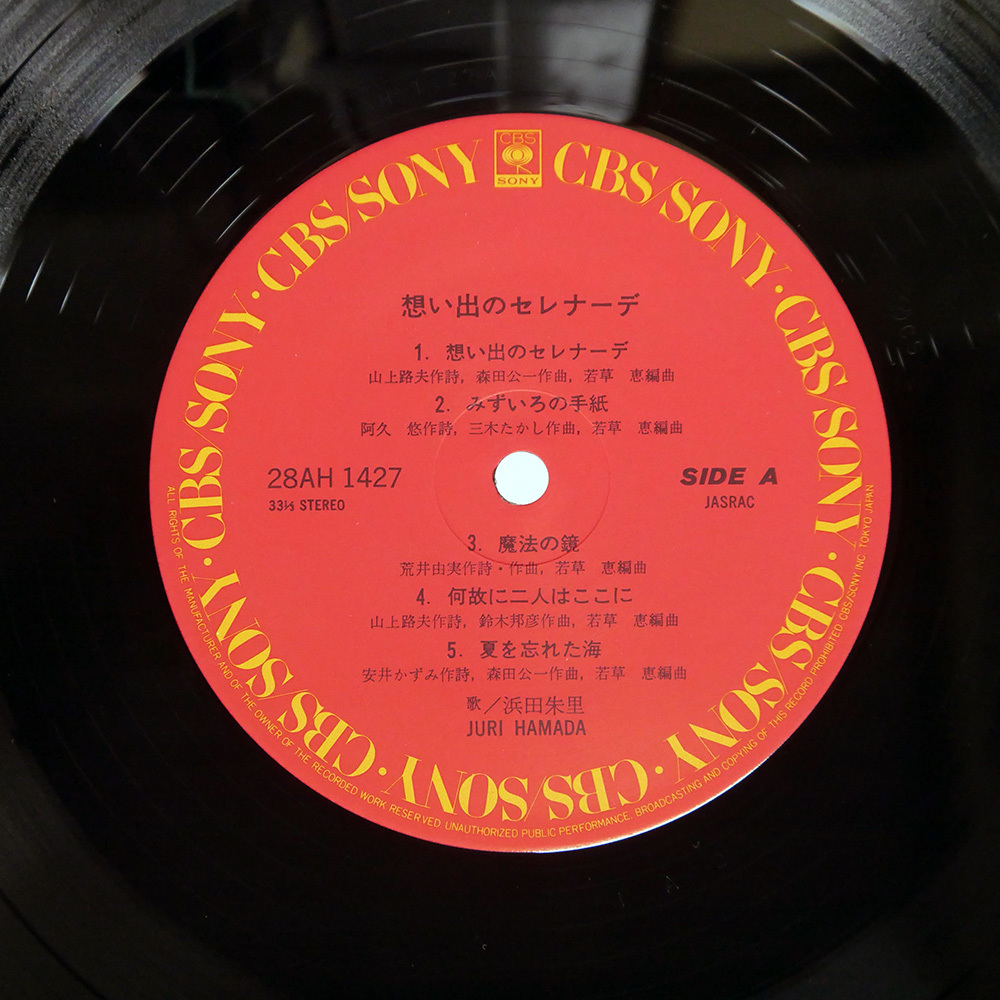 CBS
SONY
CBS/SONY · CBS/SONY · CBS/SONY · CBS/SONY · CBS/SONY · CBS/SONY · CBS/SONY · CBS/SONY · CBS/SONY · CBS/SONY
想い出のセレナーデ
1. 想い出のセレナーデ
山上路夫作詩, 森田公一作曲, 若草 恵編曲
2. みずいろの手紙
阿久 悠作詩, 三木たかし作曲, 若草 恵編曲
28AH 1427
33⅓ STEREO
SIDE A
JASRAC
3. 魔法の鏡
荒井由実作詩・作曲, 若草 恵編曲
4. 何故に二人はここに
山上路夫作詩, 鈴木邦彦作曲, 若草 恵編曲
5. 夏を忘れた海
安井かずみ作詩, 森田公一作曲, 若草 恵編曲
歌/浜田朱里
JURI HAMADA
ALL RIGHTS OF THE MANUFACTURER AND OF THE OWNER OF THE RECORDED WORK RESERVED UNAUTHORIZED PUBLIC PERFORMANCE. BROADCASTING AND COPYING OF THIS RECORD PROHIBITED CBS/SONY INC TOKYO JAPAN